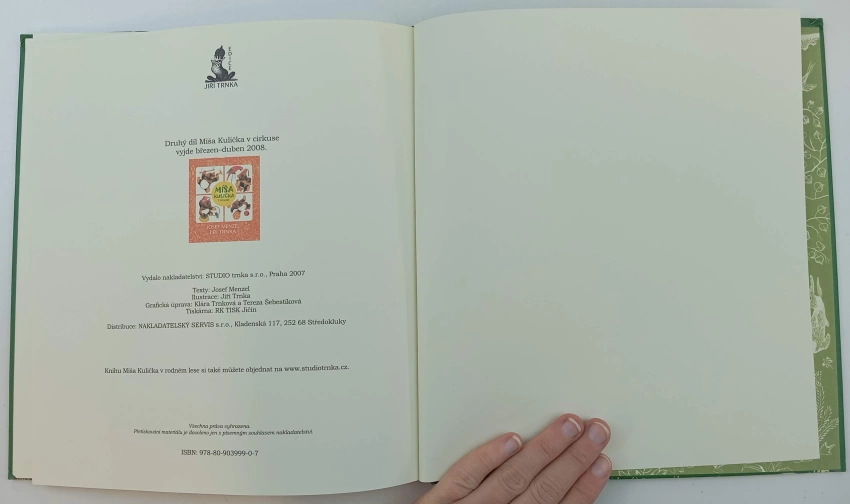 EDICE
JIŘÍ TRNKA
Druhý díl Míša Kulička v cirkuse
vyjde březen–duben 2008.
MÍŠA
KULIČKA
JOSEF MENZEL
JIŘÍ TRNKA
Vydalo nakladatelství: STUDIO trnka s.r.o., Praha 2007
Texty: Josef Menzel
Ilustrace: Jiří Trnka
Grafická úprava: Klára Trnková a Tereza Šebestíková
Tiskárna: RK TISK Jičín
Distribuce: NAKLADATELSKÝ SERVIS s.r.o., Kladenská 117, 252 68 Středokluky
Knihu Míša Kulička v rodném lese si také můžete objednat na www.studiotrnka.cz.
Všechna práva vyhrazena.
Přetiskování materiálu je dovoleno jen s písemným souhlasem nakladatelství.
ISBN: 978-80-903999-0-7